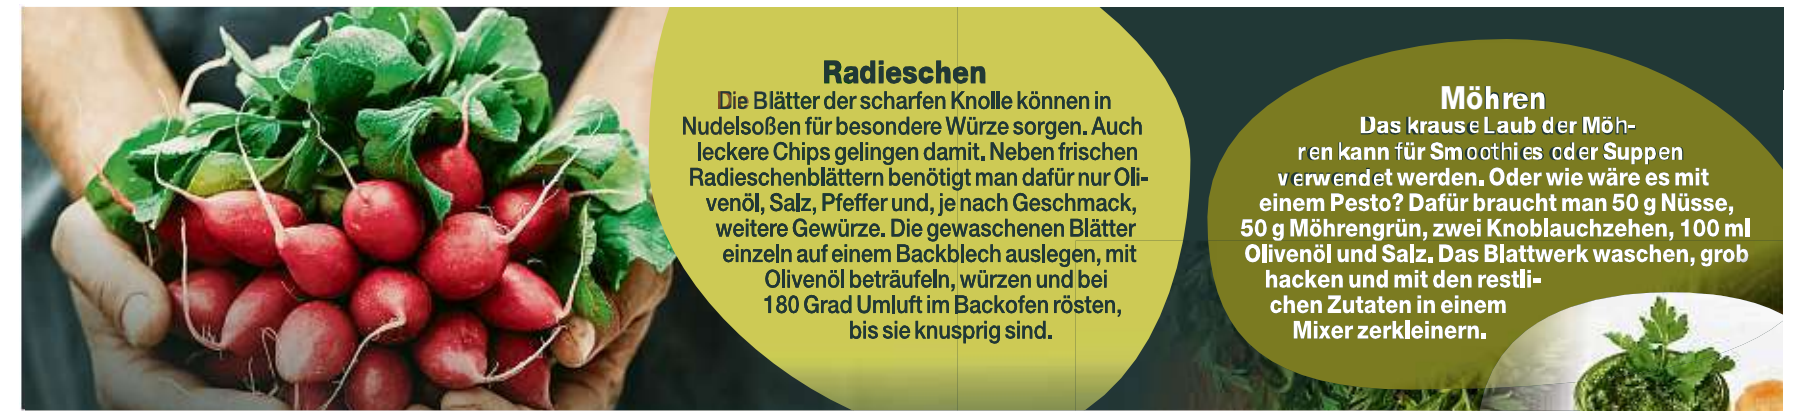 Radieschen
Die Blätter der scharfen Knolle können in
Nudelsoßen für besondere Würze sorgen. Auch
leckere Chips gelingen damit. Neben frischen
Radieschenblättern benötigt man dafür nur Oli-
venöl, Salz, Pfeffer und, je nach Geschmack,
weitere Gewürze. Die gewaschenen Blätter
einzeln auf einem Backblech auslegen, mit
Olivenöl beträufeln, würzen und bei
180 Grad Umluft im Backofen rösten,
bis sie knusprig sind.
Möhren
Das krause Laub der Möh-
ren kann für Smoothies oder Suppen
verwendet werden. Oder wie wäre es mit
einem Pesto? Dafür braucht man 50 g Nüsse,
50 g Möhrengrün, zwei Knoblauchzehen, 100 ml
Olivenöl und Salz. Das Blattwerk waschen, grob
hacken und mit den restli-
chen Zutaten in einem
Mixer zerkleinern.